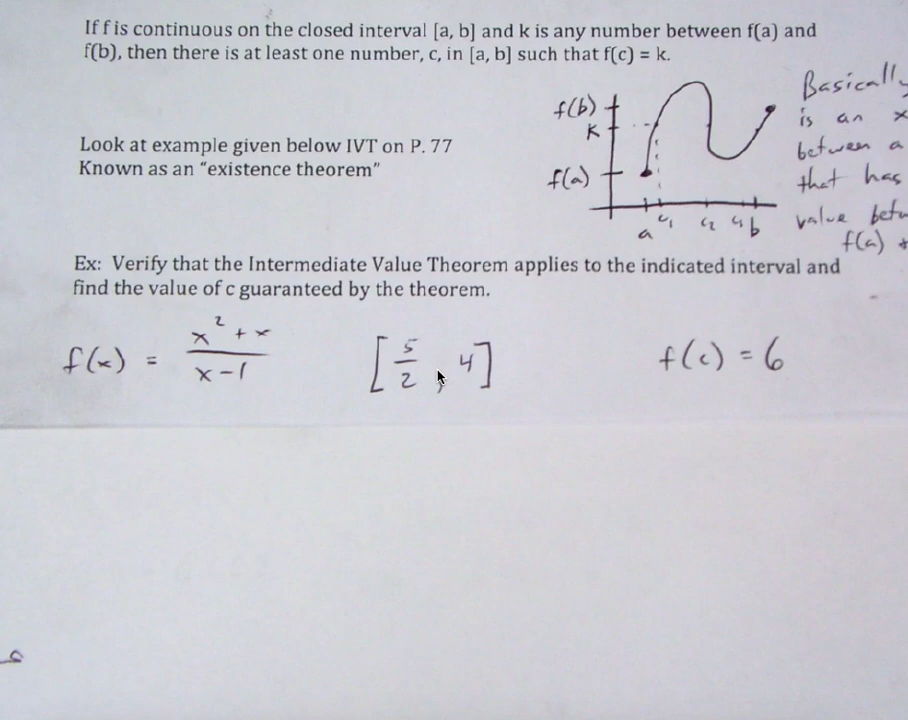 If f is continuous on the closed interval [a, b] and k is any number between f(a) and
f(b), then there is at least one number, c, in [a, b] such that f(c) = k.
Basically
is an x
between a
that has
value
f(a)
f(b)
K
f(a)
a c₁ c₂ c₃ b
Look at example given below IVT on P. 77
Known as an "existence theorem"
Ex: Verify that the Intermediate Value Theorem applies to the indicated interval and
find the value of c guaranteed by the theorem.
f(x) = (x² + x)/(x - 1) [5/2, 4] f(c) = 6